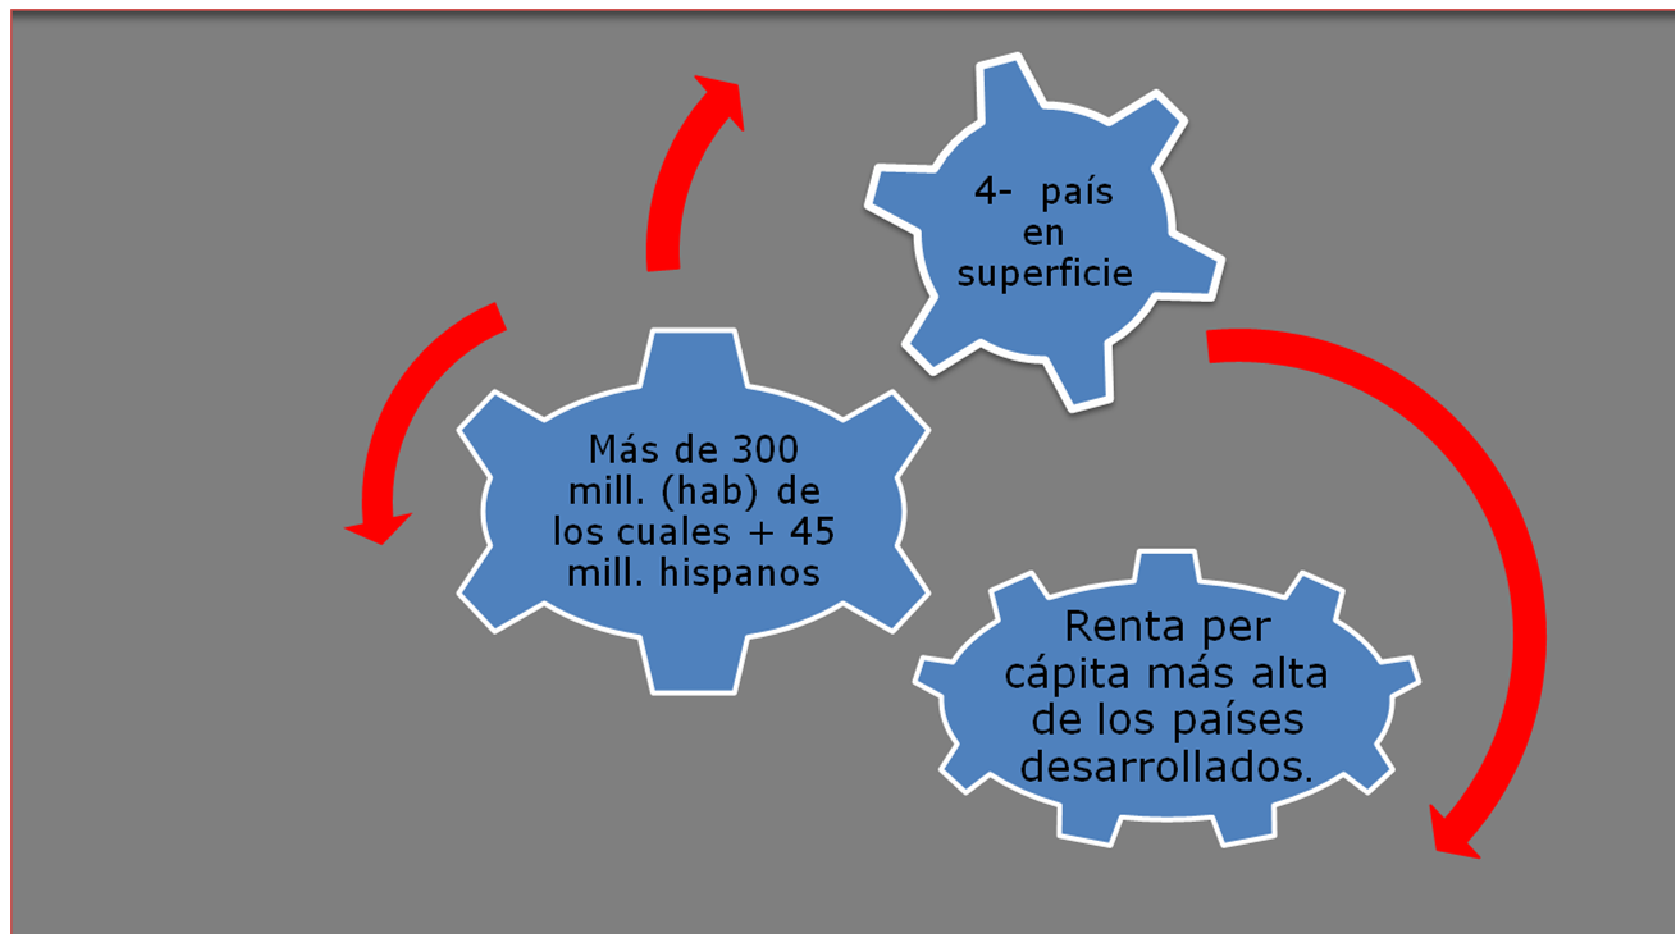 4- país
en
superficie
Más de 300
mill. (hab) de
los cuales + 45
mill. hispanos
Renta per
cápita más alta
de los países
desarrollados.